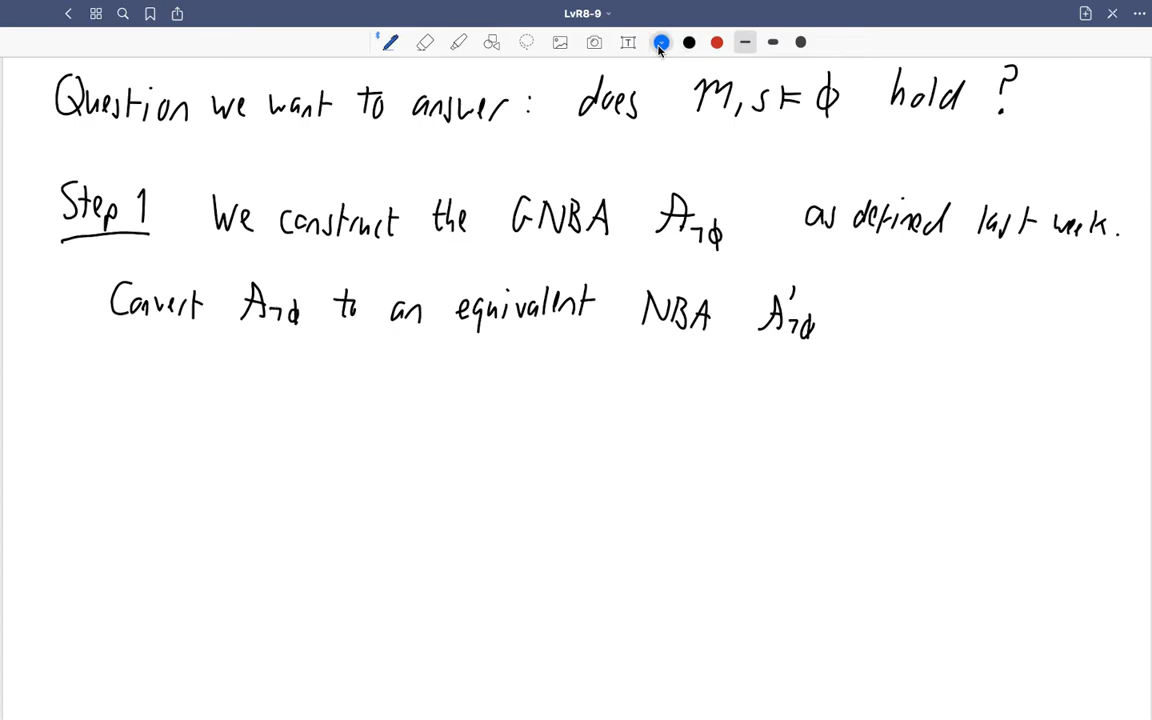 LvR8-9
Question we want to answer: does M, s ⊨ ϕ hold?
Step 1 We construct the GNBA A¬ϕ as defined last week.
Convert A¬ϕ to an equivalent NBA A'¬ϕ